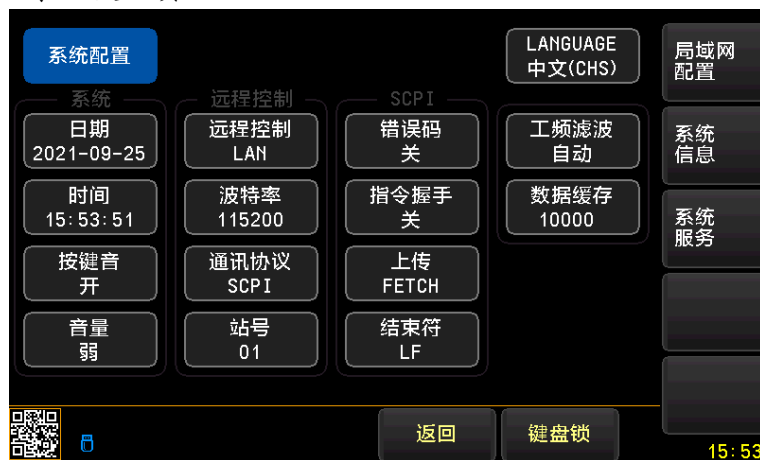 系统配置
LANGUAGE
中文(CHS)
局域网
配置
系统
远程控制
SCPI
日期
2021-09-25
远程控制
LAN
错误码
关
工频滤波
自动
系统
信息
时间
15:53:51
波特率
115200
指令握手
关
数据缓存
10000
系统
服务
按键音
开
通讯协议
SCPI
上传
FETCH
音量
弱
站号
01
结束符
LF
返回
键盘锁
15:53